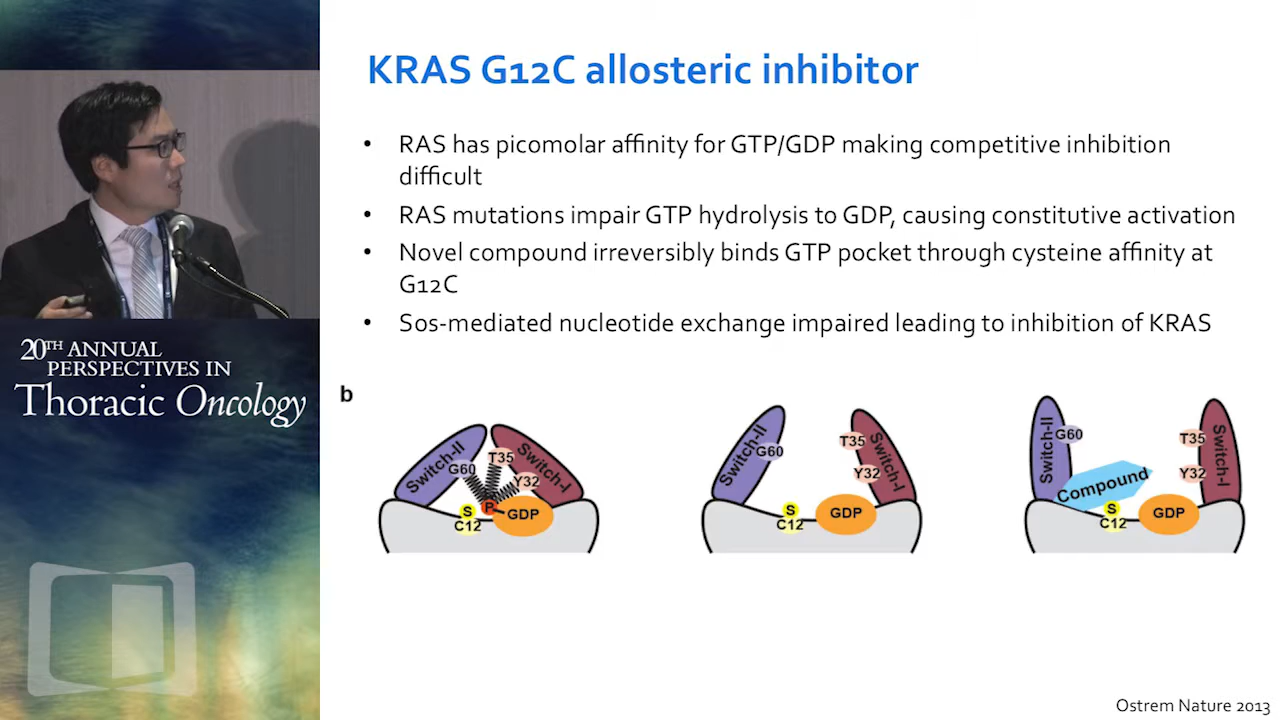 KRAS G12C allosteric inhibitor
• RAS has picomolar affinity for GTP/GDP making competitive inhibition
difficult
• RAS mutations impair GTP hydrolysis to GDP, causing constitutive activation
• Novel compound irreversibly binds GTP pocket through cysteine affinity at
G12C
• Sos-mediated nucleotide exchange impaired leading to inhibition of KRAS
20TH ANNUAL
PERSPECTIVES IN
Thoracic Oncology
b
Switch-II
G60
T35
Switch-I
Y32
S
P
GDP
C12
Switch-II
G60
T35
Switch-I
Y32
S
GDP
C12
Switch-II
G60
T35
Switch-I
Y32
Compound
S
GDP
C12
Ostrem Nature 2013